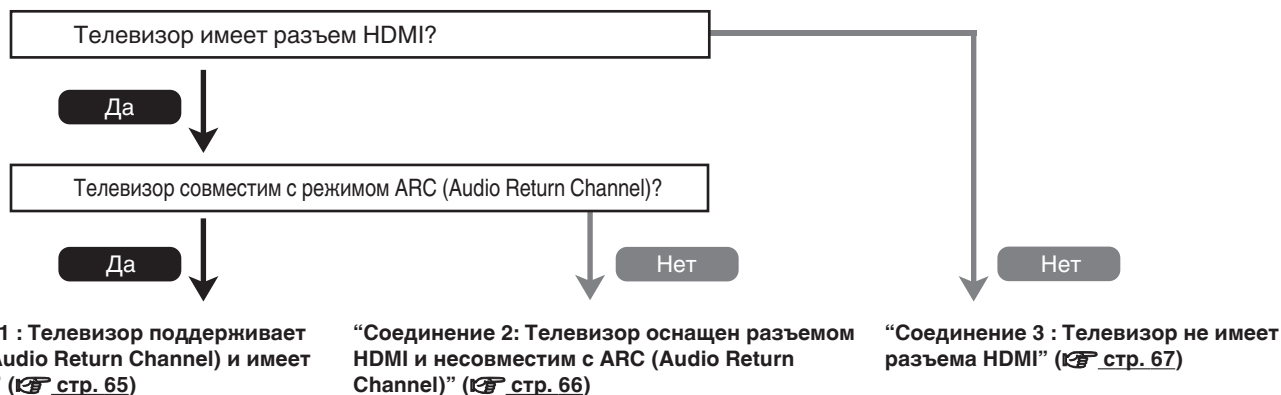 Телевизор имеет разъем HDMI?
Да
Телевизор совместим с режимом ARC (Audio Return Channel)?
Да
Нет
Нет
1 : Телевизор поддерживает
Audio Return Channel) и имеет
” (☞ стр. 65)
“Соединение 2: Телевизор оснащен разъемом
HDMI и несовместим с ARC (Audio Return
Channel)” (☞ стр. 66)
“Соединение 3 : Телевизор не имеет
разъема HDMI” (☞ стр. 67)